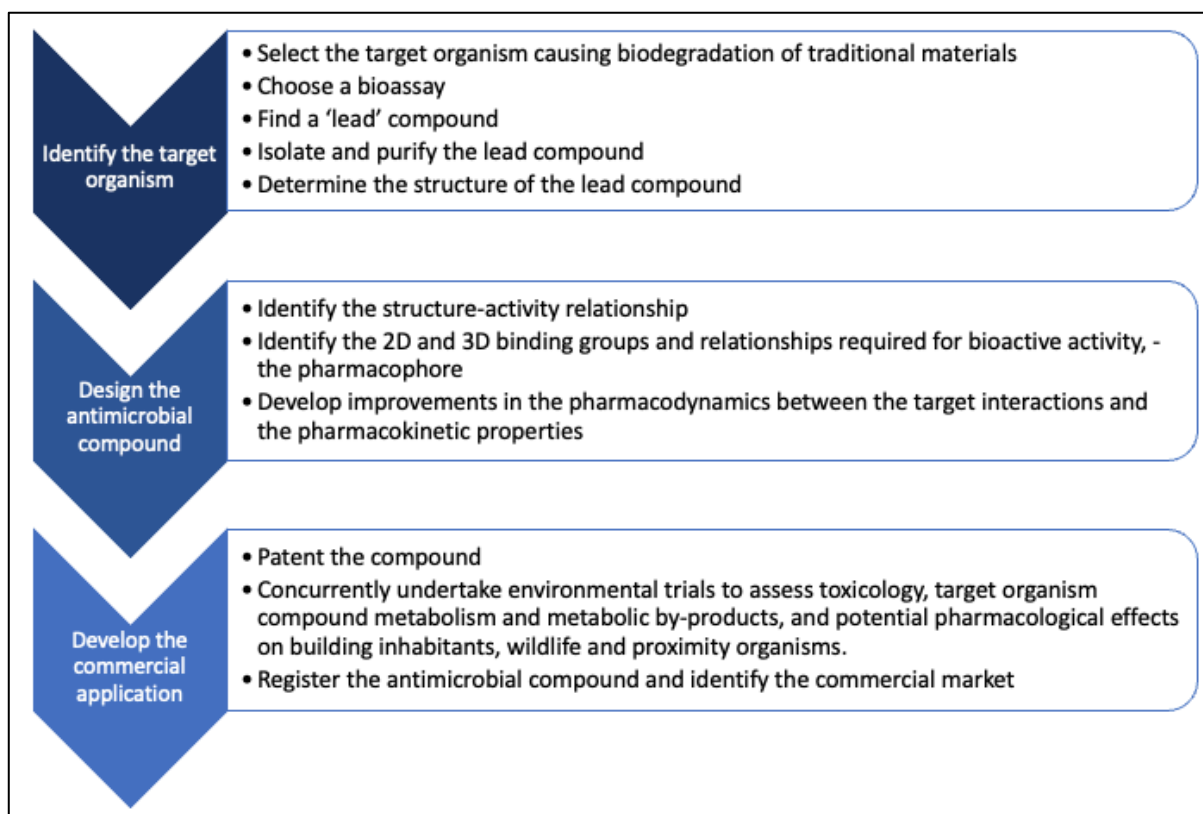 Identify the target
organism
• Select the target organism causing biodegradation of traditional materials
• Choose a bioassay
• Find a ‘lead’ compound
• Isolate and purify the lead compound
• Determine the structure of the lead compound
Design the
antimicrobial
compound
• Identify the structure-activity relationship
• Identify the 2D and 3D binding groups and relationships required for bioactive activity, -
the pharmacophore
• Develop improvements in the pharmacodynamics between the target interactions and
the pharmacokinetic properties
Develop the
commercial
application
• Patent the compound
• Concurrently undertake environmental trials to assess toxicology, target organism
compound metabolism and metabolic by-products, and potential pharmacological effects
on building inhabitants, wildlife and proximity organisms.
• Register the antimicrobial compound and identify the commercial market